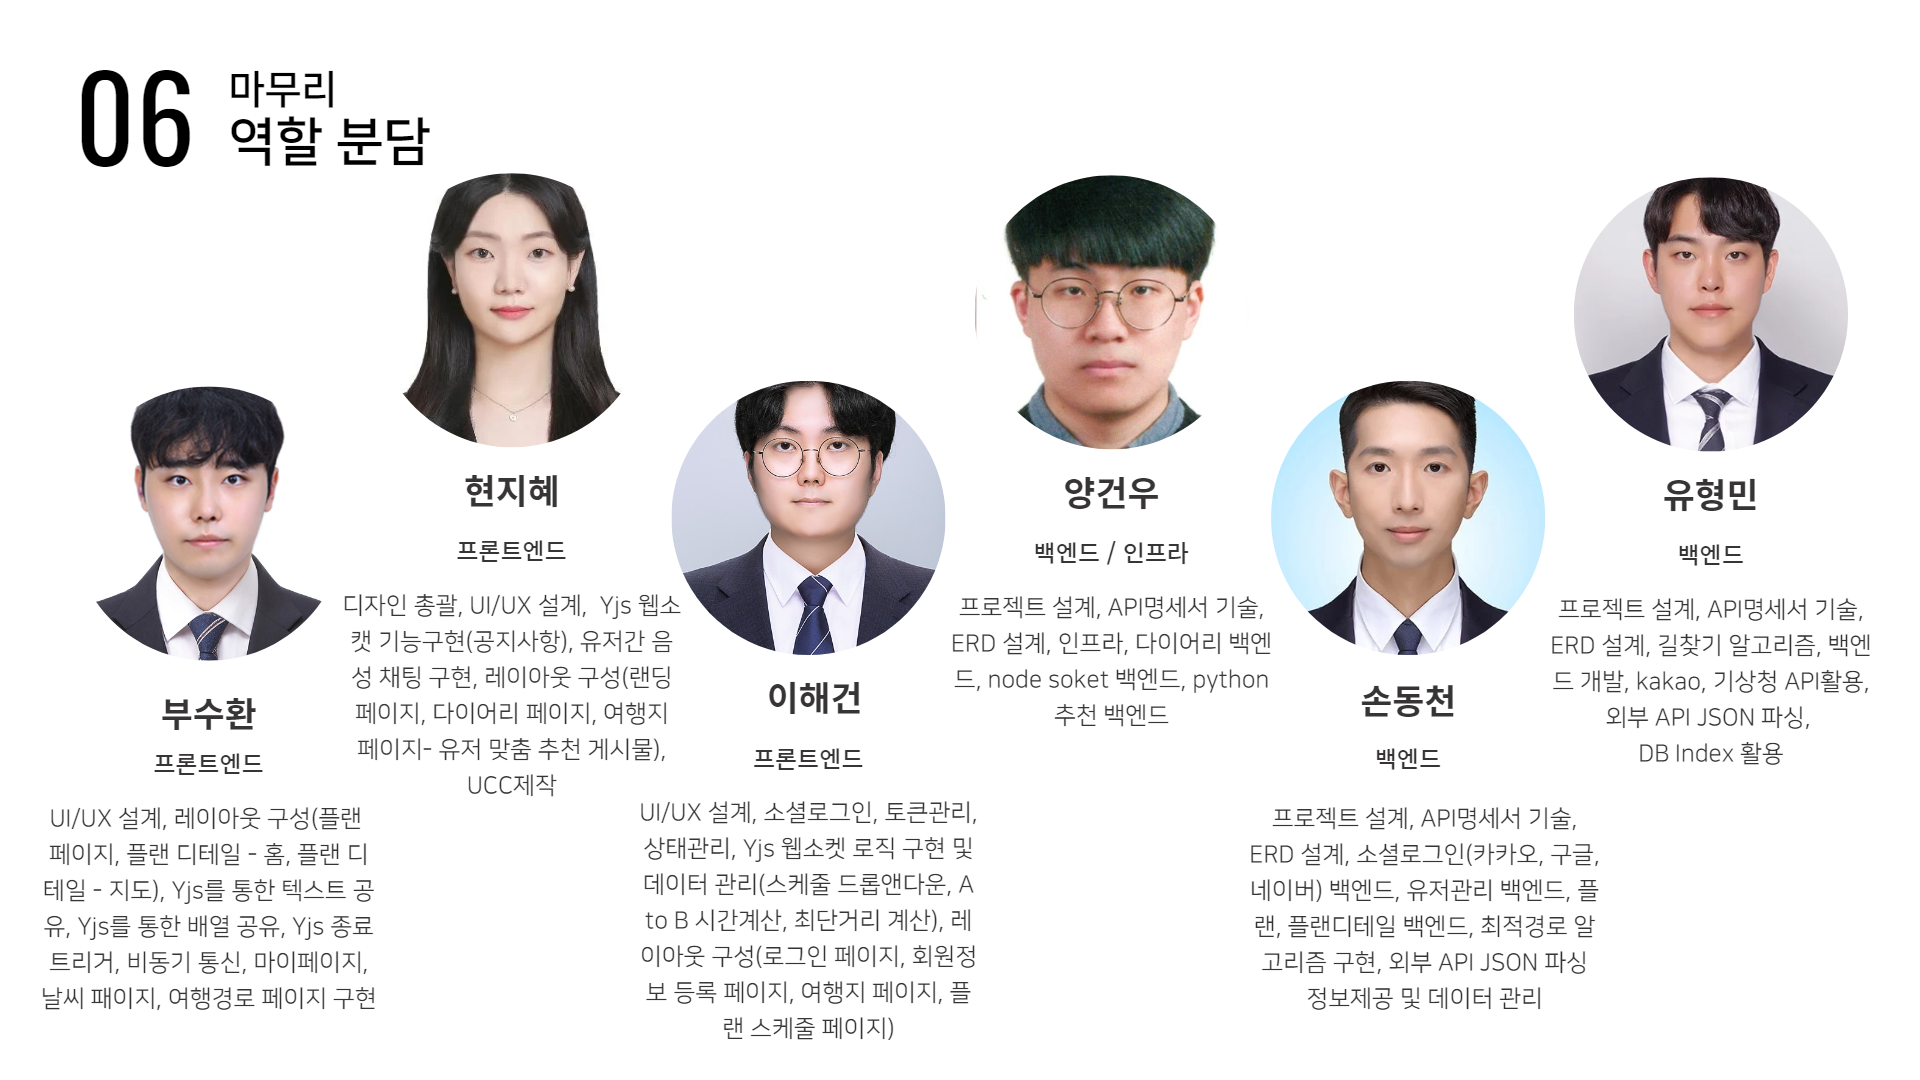 06
마무리
역할 분담
부수환
프론트엔드
UI/UX 설계, 레이아웃 구성(플랜
페이지, 플랜 디테일 - 홈, 플랜 디
테일 - 지도), Yjs를 통한 텍스트 공
유, Yjs를 통한 배열 공유, Yjs 종료
트리거, 비동기 통신, 마이페이지,
날씨 패이지, 여행경로 페이지 구현
현지혜
프론트엔드
디자인 총괄, UI/UX 설계, Yjs 웹소
캣 기능구현(공지사항), 유저간 음
성 채팅 구현, 레이아웃 구성(랜딩
페이지, 다이어리 페이지, 여행지
페이지- 유저 맞춤 추천 게시물),
UCC제작
이해건
프론트엔드
UI/UX 설계, 소셜로그인, 토큰관리,
상태관리, Yjs 웹소켓 로직 구현 및
데이터 관리(스케줄 드롭앤다운, A
to B 시간계산, 최단거리 계산), 레
이아웃 구성(로그인 페이지, 회원정
보 등록 페이지, 여행지 페이지, 플
랜 스케줄 페이지)
양건우
백엔드 / 인프라
프로젝트 설계, API명세서 기술,
ERD 설계, 인프라, 다이어리 백엔
드, node soket 백엔드, python
추천 백엔드
손동천
백엔드
프로젝트 설계, API명세서 기술,
ERD 설계, 소셜로그인(카카오, 구글,
네이버) 백엔드, 유저관리 백엔드, 플
랜, 플랜디테일 백엔드, 최적경로 알
고리즘 구현, 외부 API JSON 파싱
정보제공 및 데이터 관리
유형민
백엔드
프로젝트 설계, API명세서 기술,
ERD 설계, 길찾기 알고리즘, 백엔
드 개발, kakao, 기상청 API활용,
외부 API JSON 파싱,
DB Index 활용